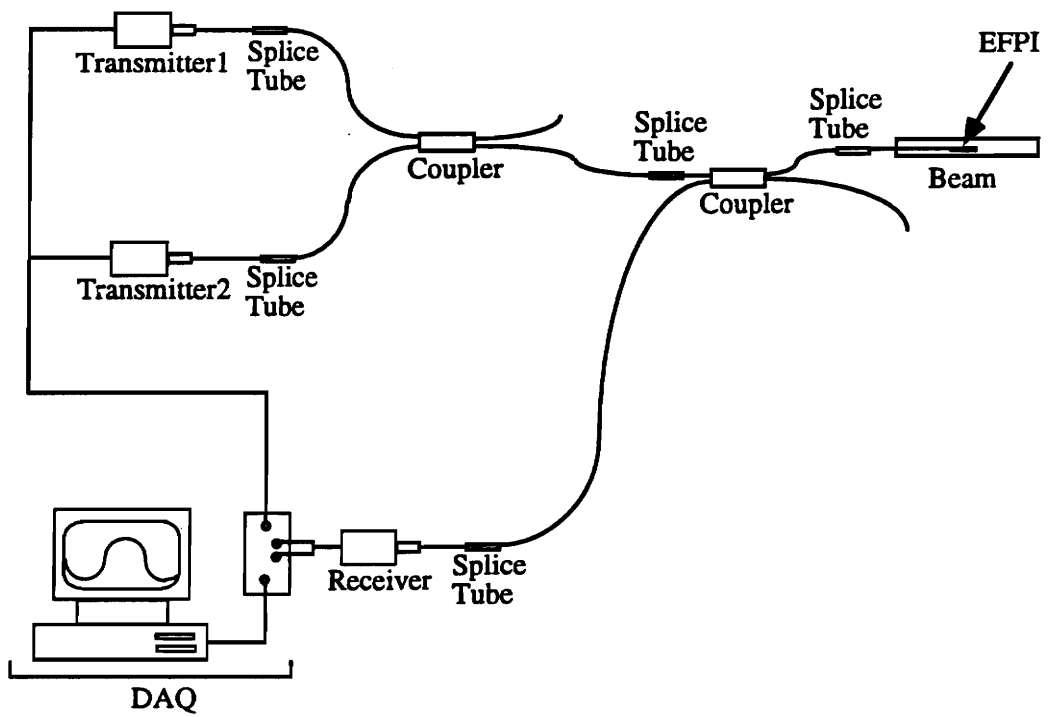 Transmitter1
Splice
Tube
EFPI
Splice
Tube
Splice
Tube
Coupler
Beam
Coupler
Transmitter2
Splice
Tube
Receiver
Splice
Tube
DAQ